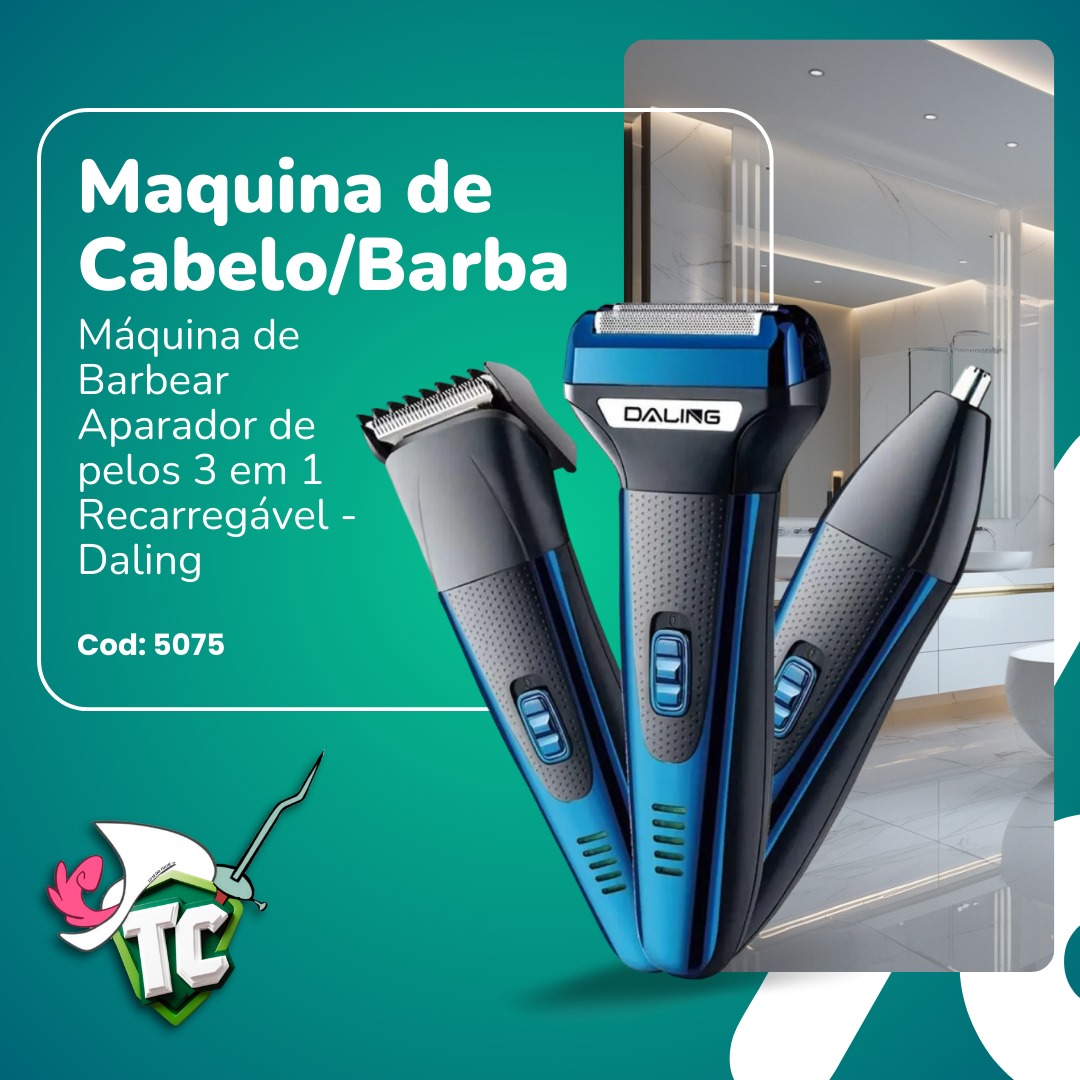 Maquina de
Cabelo/Barba
Máquina de
Barbear
Aparador de
pelos 3 em 1
Recarregável -
Daling
Cod: 5075
DALING
TC